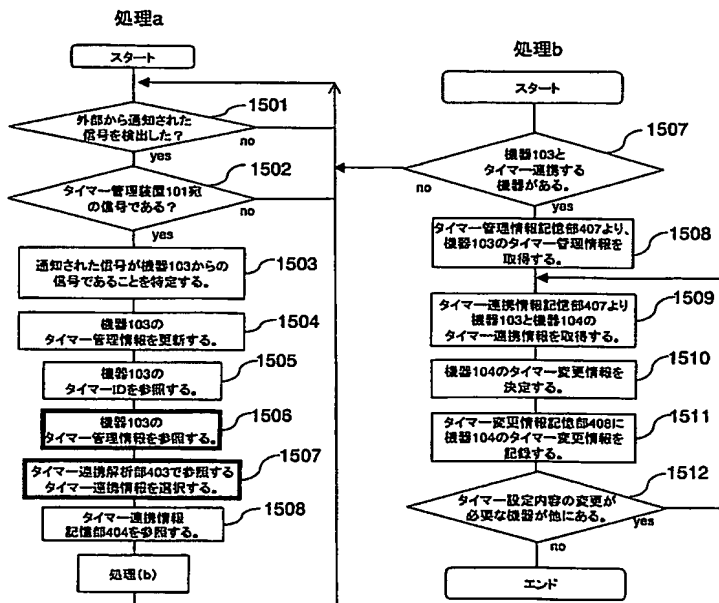 処理a
スタート
1501
外部から通知された
信号を検出した?
no
yes
1502
タイマー管理装置101宛
の信号である?
no
yes
1503
通知された信号が機器103からの
信号であることを特定する。
1504
機器103の
タイマー管理情報を更新する。
1505
機器103の
タイマーIDを参照する。
1506
機器103の
タイマー管理情報を参照する。
1507
タイマー連携解析部403で参照する
タイマー連携情報を選択する。
1508
タイマー連携情報
記憶部404を参照する。
処理(b)
処理b
スタート
1507
機器103と
タイマー連携する
機器がある。
no
yes
1508
タイマー管理情報記憶部407より、
機器103のタイマー管理情報を
取得する。
1509
タイマー連携情報記憶部407より
機器103と機器104の
タイマー連携情報を取得する。
1510
機器104のタイマー変更情報を
決定する。
1511
タイマー変更情報記憶部408に
機器104のタイマー変更情報を
記録する。
1512
タイマー設定内容の変更が
必要な機器が他にある。
yes
no
エンド